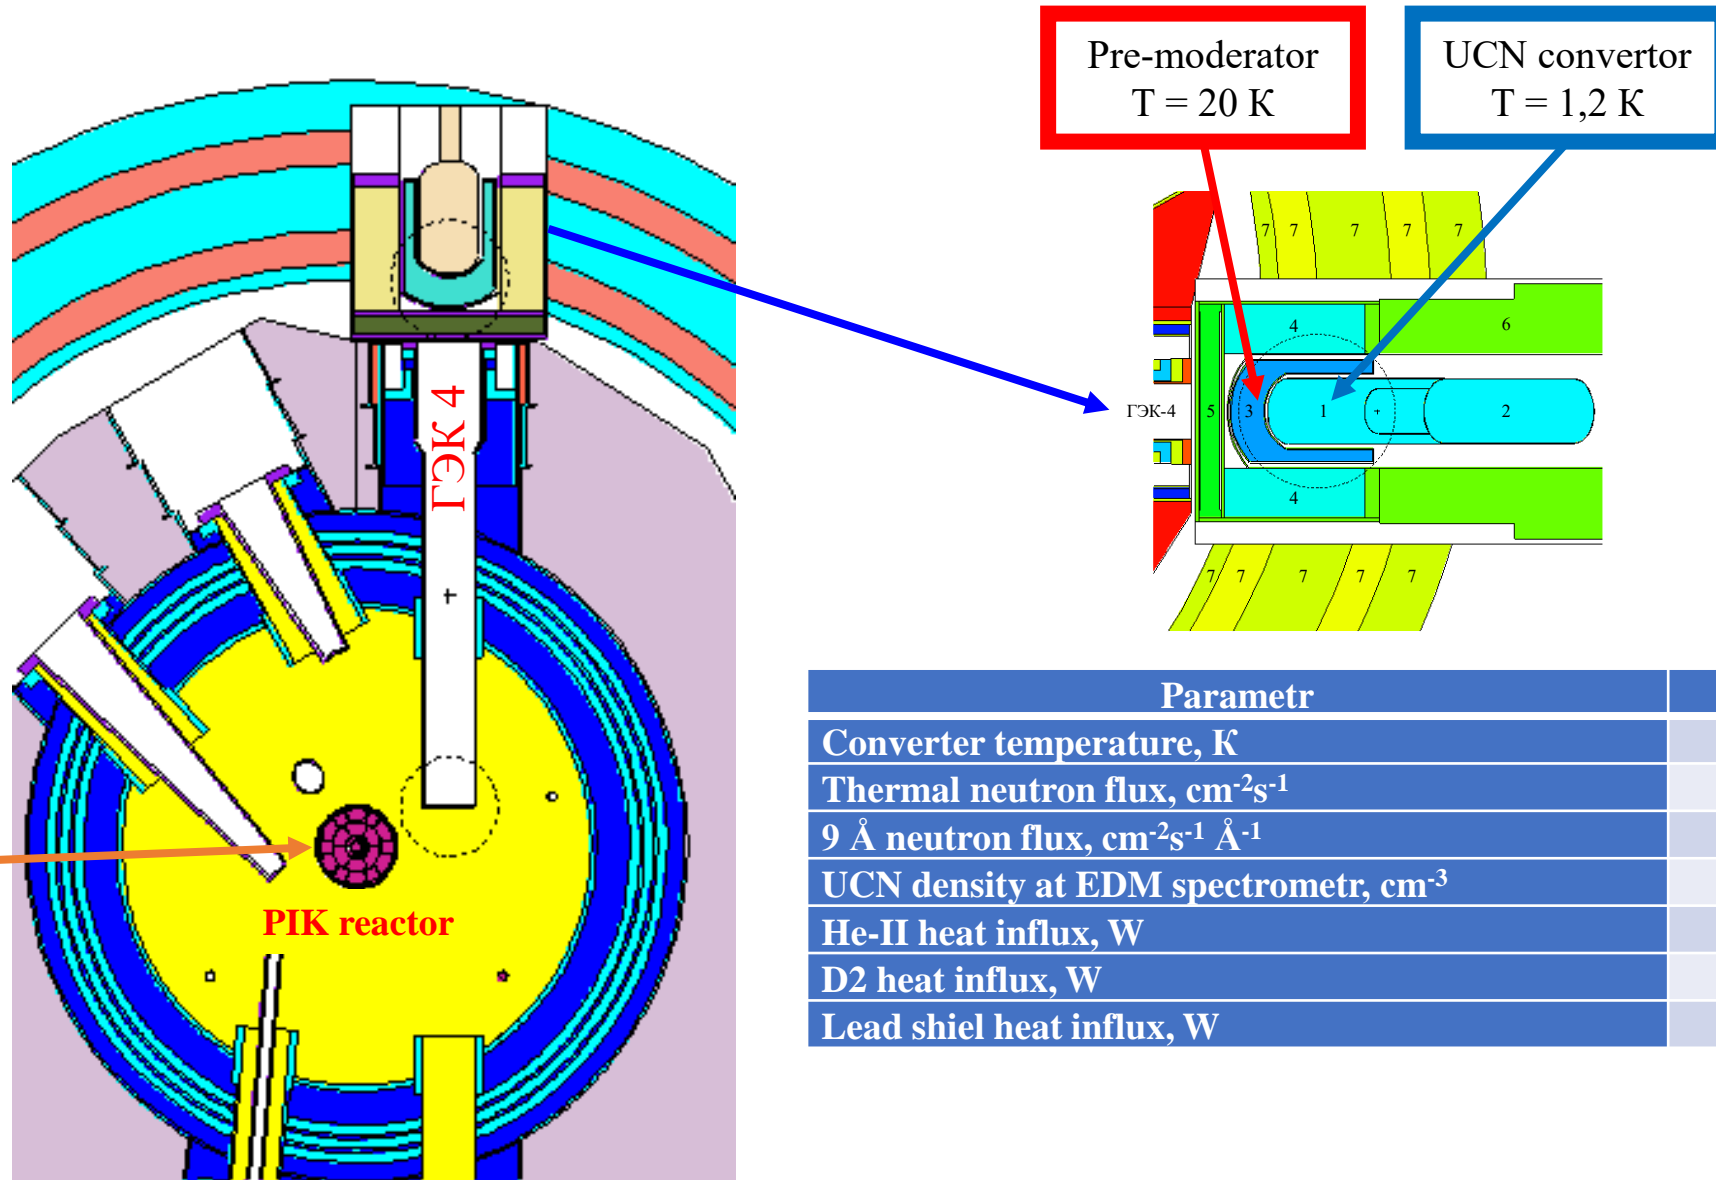 Pre-moderator
T = 20 K
UCN convertor
T = 1,2 K
ГЭК 4
PIK reactor
7 7 7 7 7
4
6
ГЭК-4
5 3 1 2
4
7 7 7 7 7
Parametr
Converter temperature, К
Thermal neutron flux, cm⁻²s⁻¹
9 Å neutron flux, cm⁻²s⁻¹ Å⁻¹
UCN density at EDM spectrometr, cm⁻³
He-II heat influx, W
D2 heat influx, W
Lead shiel heat influx, W